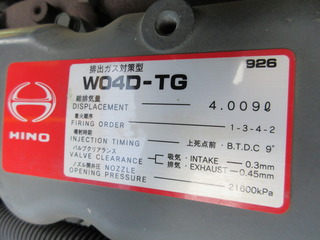 排出ガス対策型
926
W04D-TG
HINO
総排気量
DISPLACEMENT 4.009ℓ
着火順序
FIRING ORDER 1-3-4-2
噴射時期
INJECTION TIMING 上死点前・B.T.D.C 9°
バルブクリアランス
VALVE CLEARANCE 吸気・INTAKE — 0.3mm
排気・EXHAUST — 0.45mm
ノズル開弁圧 NOZZLE
OPENING PRESSURE 21600kPa